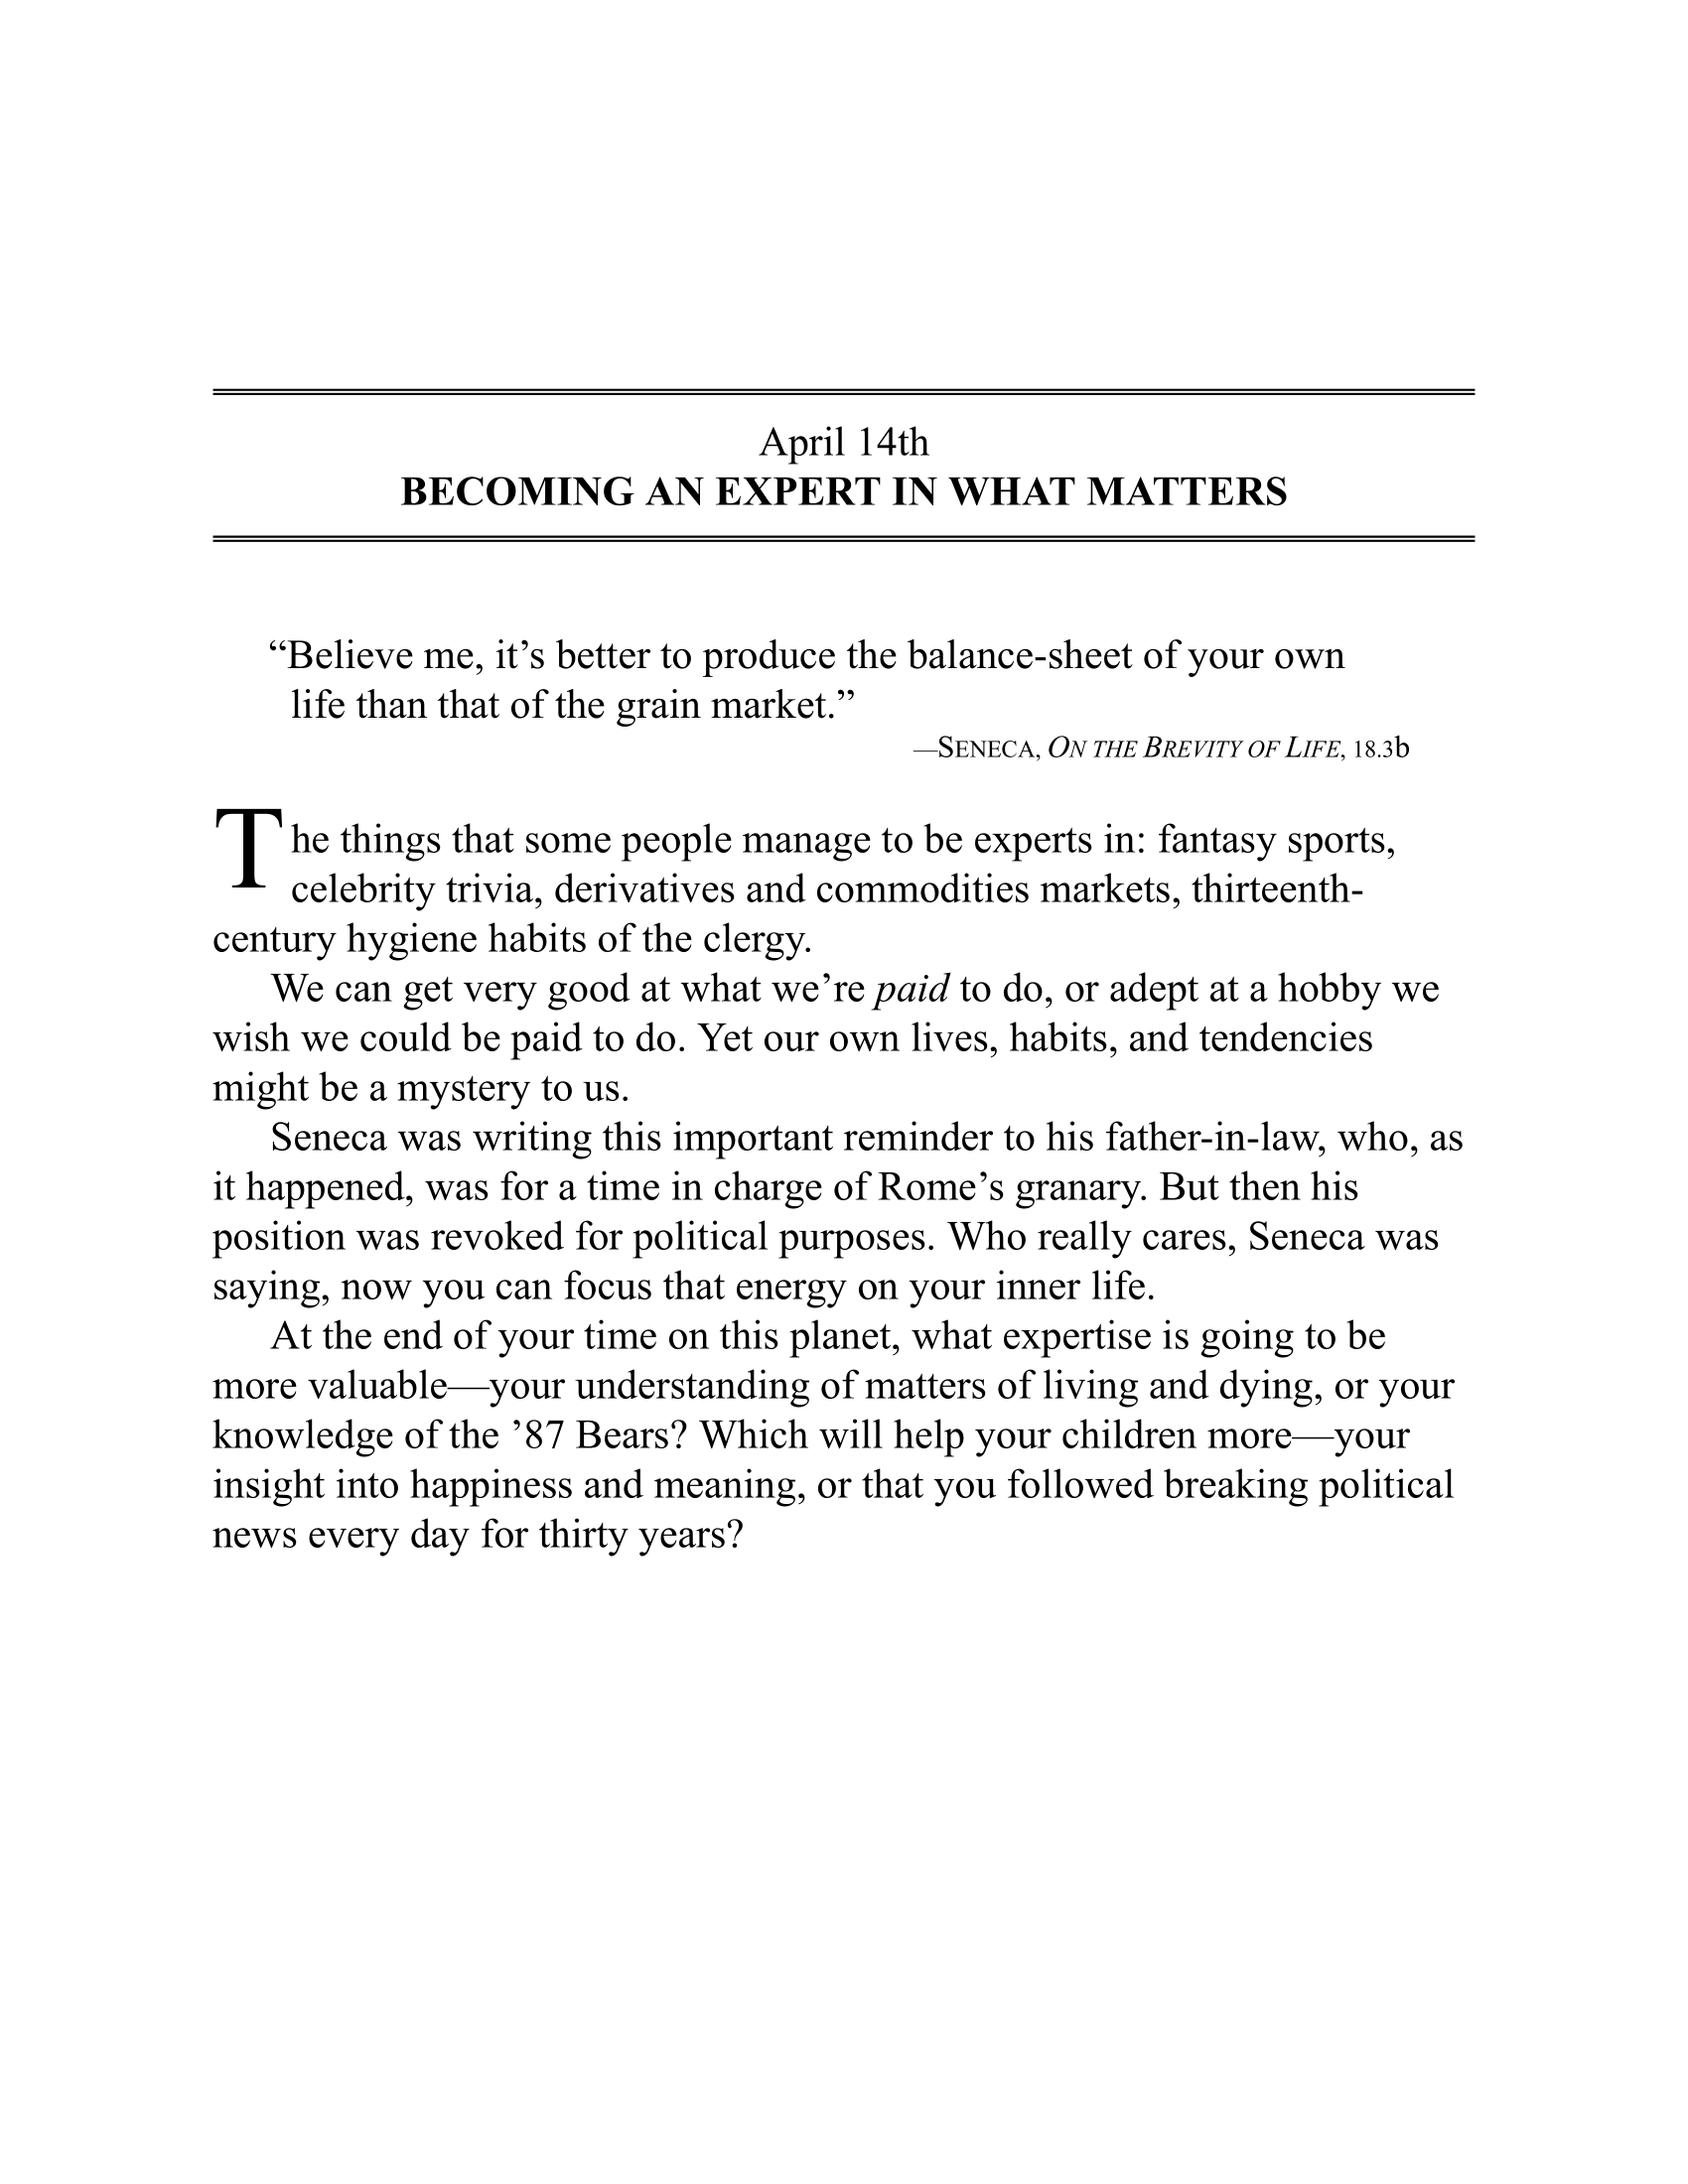 April 14th
BECOMING AN EXPERT IN WHAT MATTERS
“Believe me, it’s better to produce the balance-sheet of your own
life than that of the grain market.”
—SENECA, ON THE BREVITY OF LIFE, 18.3b
The things that some people manage to be experts in: fantasy sports,
celebrity trivia, derivatives and commodities markets, thirteenth-
century hygiene habits of the clergy.
We can get very good at what we’re paid to do, or adept at a hobby we
wish we could be paid to do. Yet our own lives, habits, and tendencies
might be a mystery to us.
Seneca was writing this important reminder to his father-in-law, who, as
it happened, was for a time in charge of Rome’s granary. But then his
position was revoked for political purposes. Who really cares, Seneca was
saying, now you can focus that energy on your inner life.
At the end of your time on this planet, what expertise is going to be
more valuable—your understanding of matters of living and dying, or your
knowledge of the ’87 Bears? Which will help your children more—your
insight into happiness and meaning, or that you followed breaking political
news every day for thirty years?